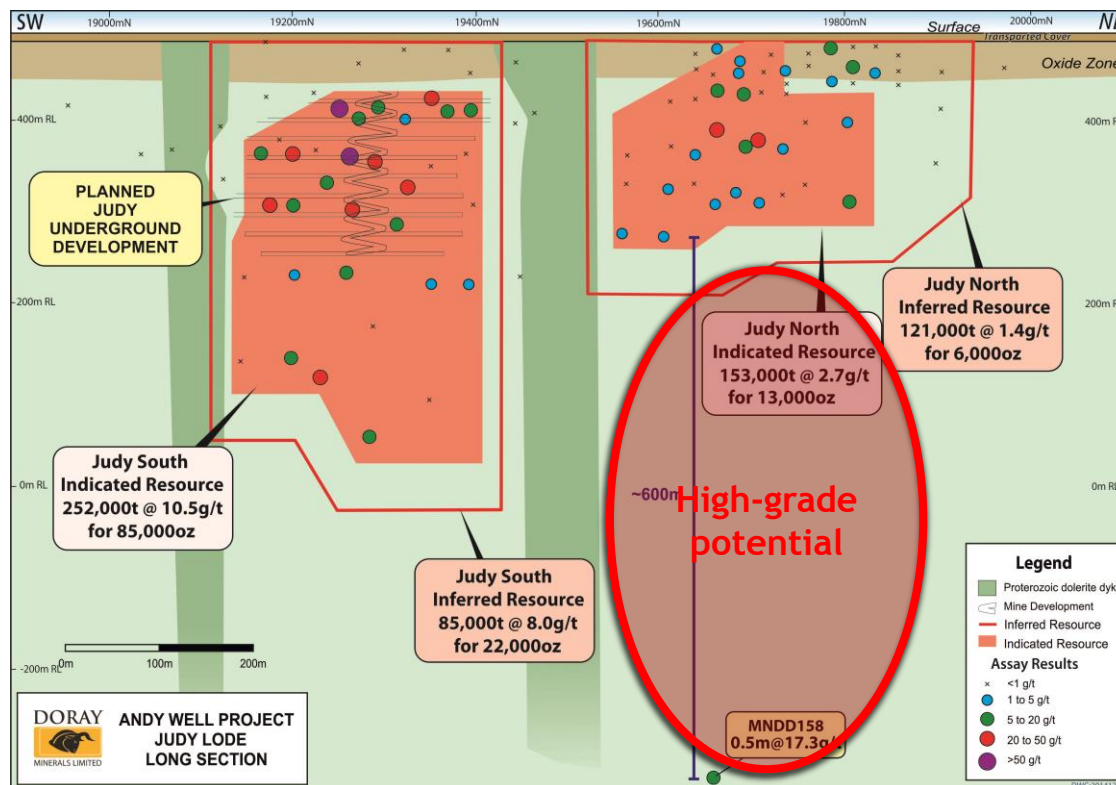 SW
19000mN
19200mN
19400mN
19600mN
19800mN
20000mN
Surface
Transported Cover
Oxide Zone
400m RL
400m RL
PLANNED
JUDY
UNDERGROUND
DEVELOPMENT
200m RL
200m RL
Judy North
Inferred Resource
121,000t @ 1.4g/t
for 6,000oz
Judy North
Indicated Resource
153,000t @ 2.7g/t
for 13,000oz
Judy South
Indicated Resource
252,000t @ 10.5g/t
for 85,000oz
0m RL
0m RL
~600m
High-grade
potential
Judy South
Inferred Resource
85,000t @ 8.0g/t
for 22,000oz
0m 100m 200m
-200m RL
DORAY
MINERALS LIMITED
ANDY WELL PROJECT
JUDY LODE
LONG SECTION
MNDD158
0.5m@17.3g/t
Legend
Proterozoic dolerite dyk
Mine Development
Inferred Resource
Indicated Resource
Assay Results
<1 g/t
1 to 5 g/t
5 to 20 g/t
20 to 50 g/t
>50 g/t